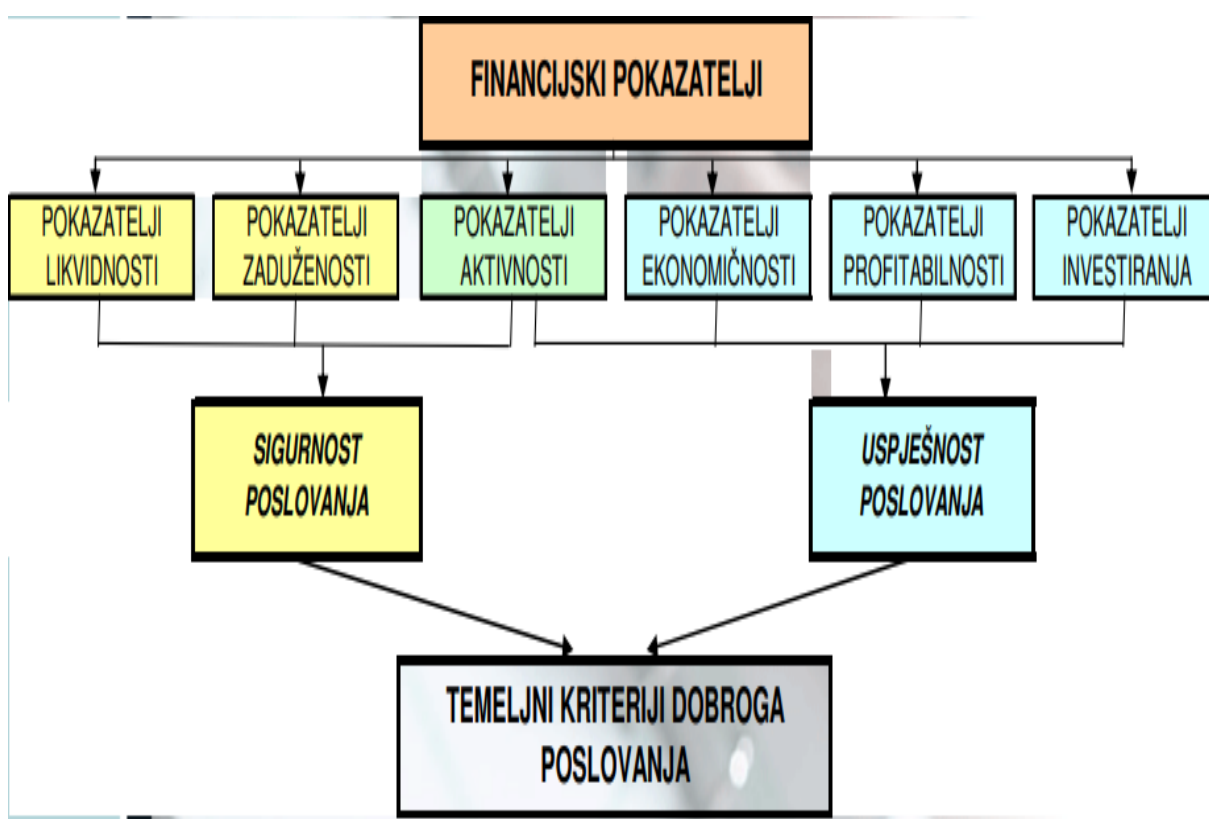 FINANCIJSKI POKAZATELJI
POKAZATELJI
LIKVIDNOSTI
POKAZATELJI
ZADUŽENOSTI
POKAZATELJI
AKTIVNOSTI
POKAZATELJI
EKONOMIČNOSTI
POKAZATELJI
PROFITABILNOSTI
POKAZATELJI
INVESTIRANJA
SIGURNOST
POSLOVANJA
USPJEŠNOST
POSLOVANJA
TEMELJNI KRITERIJI DOBROGA
POSLOVANJA